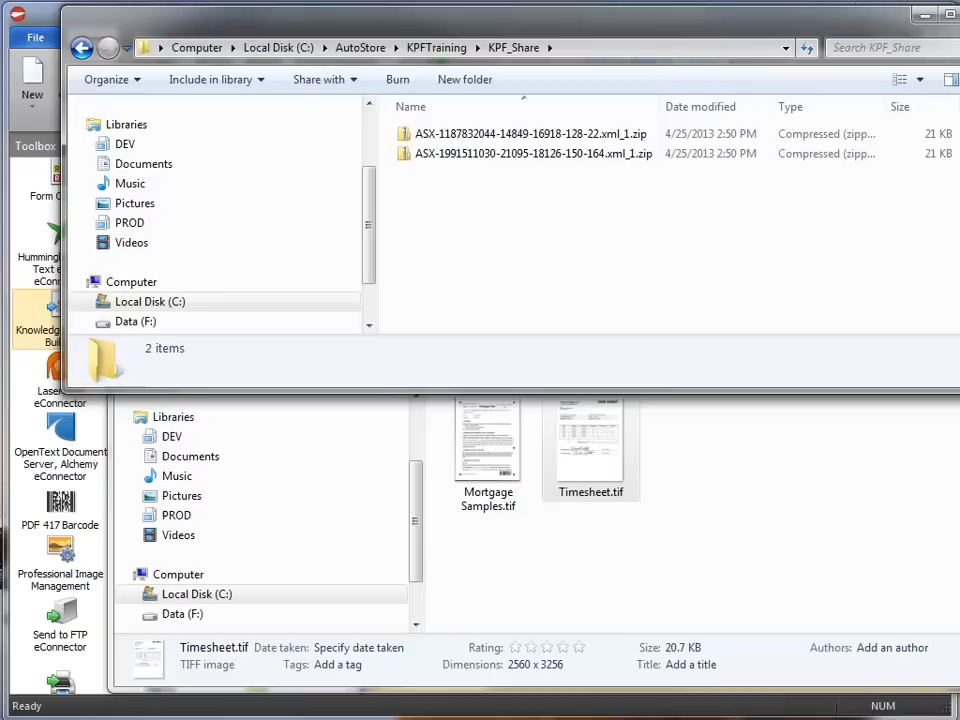 File
New
Toolbox
Form C
Humming
Text e
eConne
Knowledg
Buil
Lase
eConnector
OpenText Document
Server, Alchemy
eConnector
PDF 417 Barcode
Professional Image
Management
Send to FTP
eConnector
Computer Local Disk (C:) AutoStore KPFTraining KPF_Share
Search KPF_Share
Organize Include in library Share with Burn New folder
Name Date modified Type Size
ASX-1187832044-14849-16918-128-22.xml_1.zip 4/25/2013 2:50 PM Compressed (zipp... 21 KB
ASX-1991511030-21095-18126-150-164.xml_1.zip 4/25/2013 2:50 PM Compressed (zipp... 21 KB
Libraries
DEV
Documents
Music
Pictures
PROD
Videos
Computer
Local Disk (C:)
Data (F:)
2 items
Libraries
DEV
Documents
Music
Pictures
PROD
Videos
Computer
Local Disk (C:)
Data (F:)
Mortgage
Samples.tif
Timesheet.tif
Timesheet.tif Date taken: Specify date taken Rating: Size: 20.7 KB Authors: Add an author
TIFF image Tags: Add a tag Dimensions: 2560 x 3256 Title: Add a title
Ready NUM